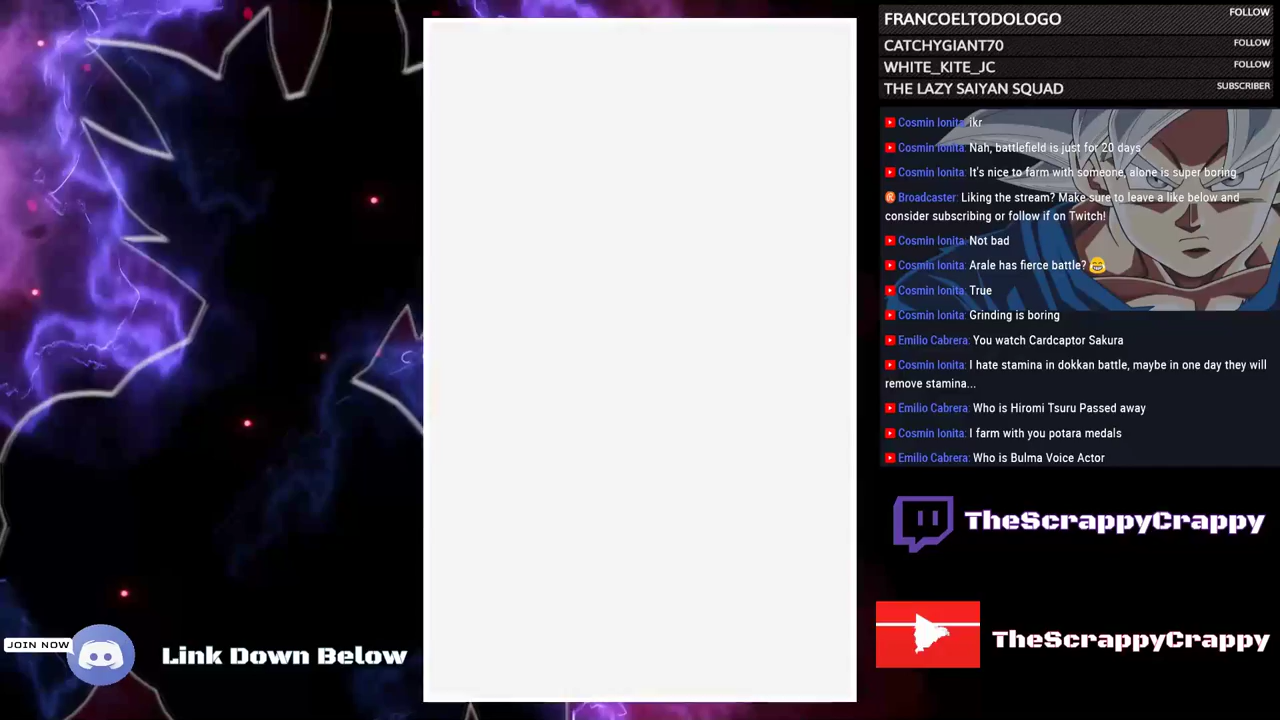 FRANCOELTODOLOGO FOLLOW
CATCHYGIANT70 FOLLOW
WHITE_KITE_JC FOLLOW
THE LAZY SAIYAN SQUAD SUBSCRIBER
Cosmin Ionita: ikr
Cosmin Ionita: Nah, battlefield is just for 20 days
Cosmin Ionita: It's nice to farm with someone, alone is super boring
Broadcaster: Liking the stream? Make sure to leave a like below and
consider subscribing or follow if on Twitch!
Cosmin Ionita: Not bad
Cosmin Ionita: Arale has fierce battle? 😁
Cosmin Ionita: True
Cosmin Ionita: Grinding is boring
Emilio Cabrera: You watch Cardcaptor Sakura
Cosmin Ionita: I hate stamina in dokkan battle, maybe in one day they will
remove stamina...
Emilio Cabrera: Who is Hiromi Tsuru Passed away
Cosmin Ionita: I farm with you potara medals
Emilio Cabrera: Who is Bulma Voice Actor
TheScrappyCrappy
TheScrappyCrappy
JOIN NOW
Link Down Below